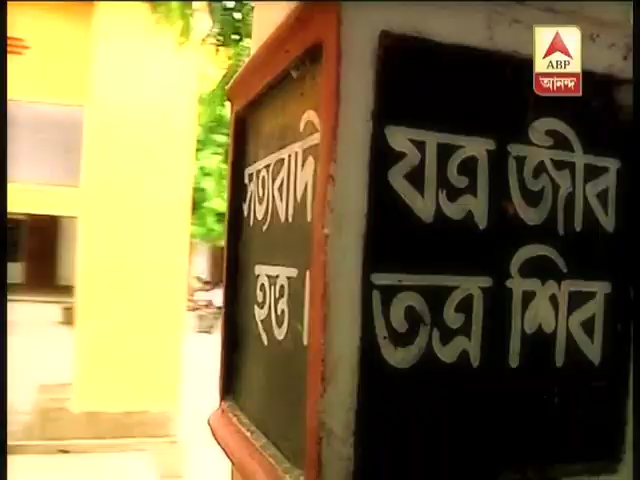 ABP
আনন্দ
সত্যবাদি
হও।
যত্র জীব
তত্র শিব